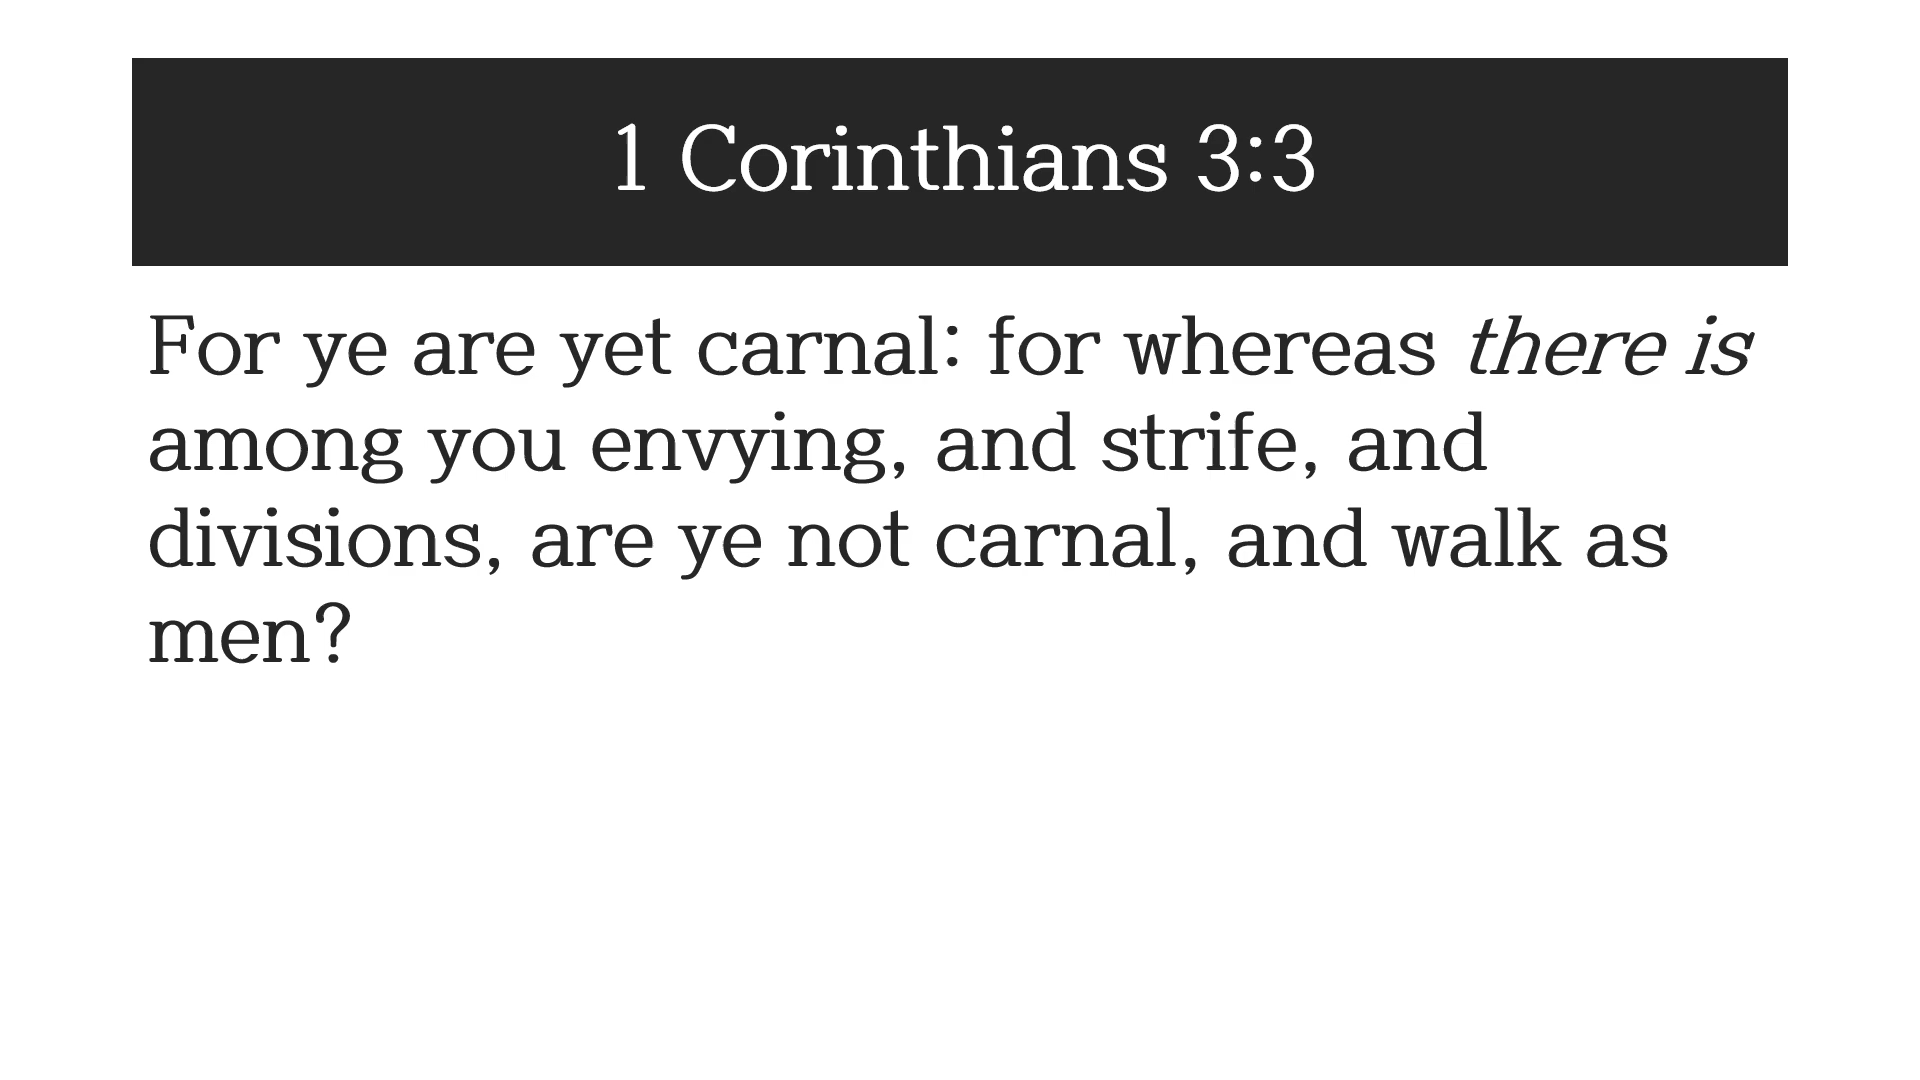 1 Corinthians 3:3
For ye are yet carnal: for whereas there is
among you envying, and strife, and
divisions, are ye not carnal, and walk as
men?